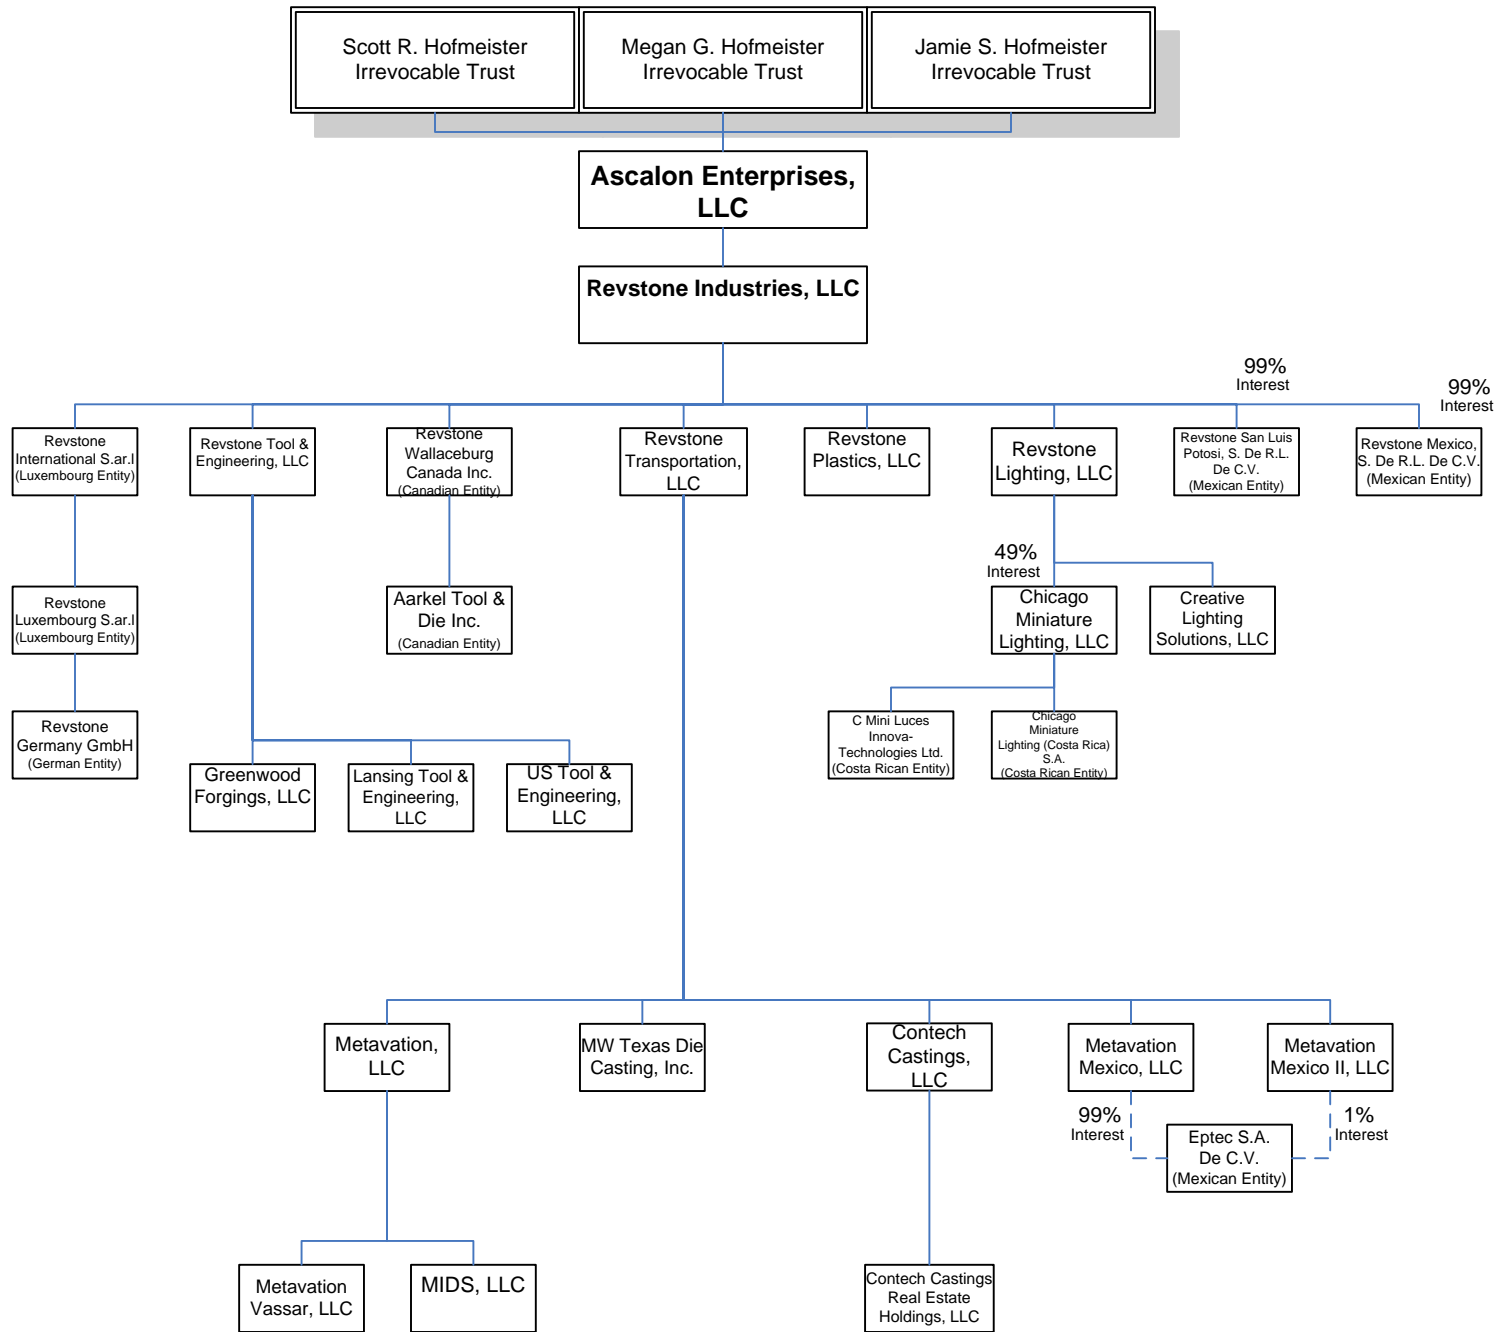 Scott R. Hofmeister
Irrevocable Trust
Megan G. Hofmeister
Irrevocable Trust
Jamie S. Hofmeister
Irrevocable Trust
Ascalon Enterprises,
LLC
Revstone Industries, LLC
99%
Interest
99%
Interest
Revstone
International S.ar.l
(Luxembourg Entity)
Revstone Tool &
Engineering, LLC
Revstone
Wallaceburg
Canada Inc.
(Canadian Entity)
Revstone
Transportation,
LLC
Revstone
Plastics, LLC
Revstone
Lighting, LLC
Revstone San Luis
Potosi, S. De R.L.
De C.V.
(Mexican Entity)
Revstone Mexico,
S. De R.L. De C.V.
(Mexican Entity)
49%
Interest
Revstone
Luxembourg S.ar.l
(Luxembourg Entity)
Aarkel Tool &
Die Inc.
(Canadian Entity)
Chicago
Miniature
Lighting, LLC
Creative
Lighting
Solutions, LLC
Revstone
Germany GmbH
(German Entity)
C Mini Luces
Innova-
Technologies Ltd.
(Costa Rican Entity)
Chicago
Miniature
Lighting (Costa Rica)
S.A.
(Costa Rican Entity)
Greenwood
Forgings, LLC
Lansing Tool &
Engineering,
LLC
US Tool &
Engineering,
LLC
Metavation,
LLC
MW Texas Die
Casting, Inc.
Contech
Castings,
LLC
Metavation
Mexico, LLC
Metavation
Mexico II, LLC
99%
Interest
1%
Interest
Eptec S.A.
De C.V.
(Mexican Entity)
Metavation
Vassar, LLC
MIDS, LLC
Contech Castings
Real Estate
Holdings, LLC